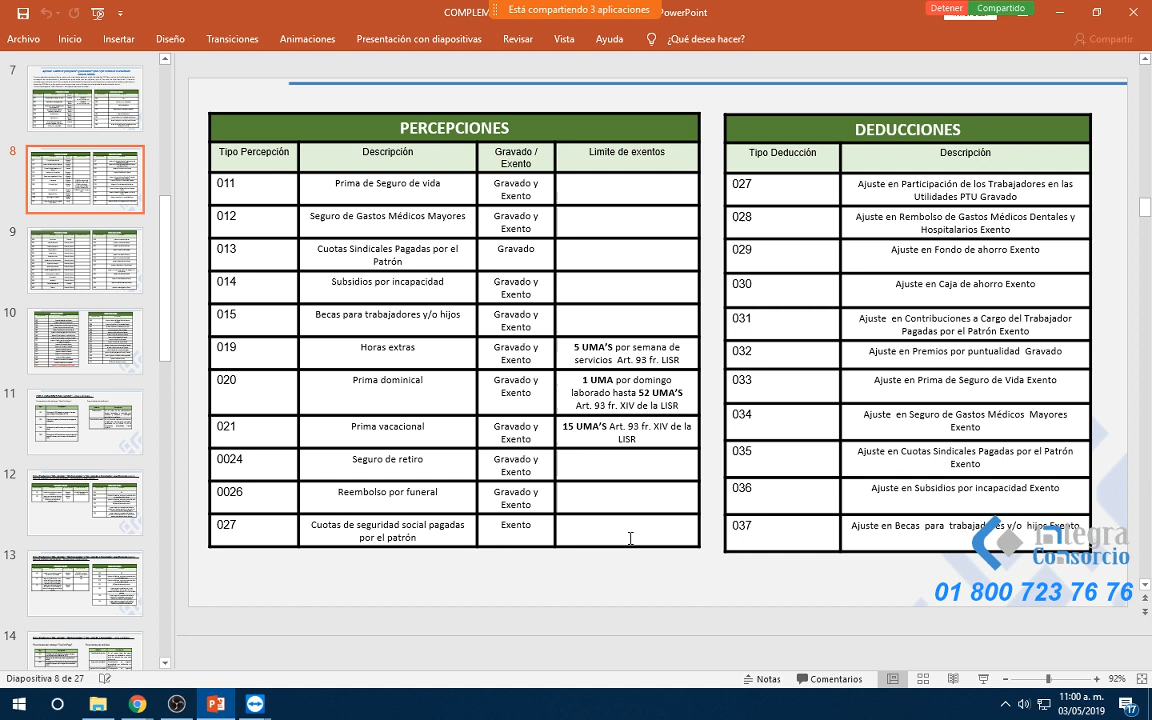 COMPLEM
Está compartiendo 3 aplicaciones
PowerPoint
Detener
Compartido
Archivo Inicio Insertar Diseño Transiciones Animaciones Presentación con diapositivas Revisar Vista Ayuda ¿Qué desea hacer? Compartir
7
8
9
10
11
12
13
14
PERCEPCIONES
Tipo Percepción Descripción Gravado / Limite de exentos
Exento
011 Prima de Seguro de vida Gravado y
Exento
012 Seguro de Gastos Médicos Mayores Gravado y
Exento
013 Cuotas Sindicales Pagadas por el Gravado
Patrón
014 Subsidios por incapacidad Gravado y
Exento
015 Becas para trabajadores y/o hijos Gravado y
Exento
019 Horas extras Gravado y 5 UMA'S por semana de
Exento servicios Art. 93 fr. LISR
020 Prima dominical Gravado y 1 UMA por domingo
Exento laborado hasta 52 UMA'S
Art. 93 fr. XIV de la LISR
021 Prima vacacional Gravado y 15 UMA'S Art. 93 fr. XIV de la
Exento LISR
0024 Seguro de retiro Gravado y
Exento
0026 Reembolso por funeral Gravado y
Exento
027 Cuotas de seguridad social pagadas Exento
por el patrón
DEDUCCIONES
Tipo Deducción Descripción
027 Ajuste en Participación de los Trabajadores en las
Utilidades PTU Gravado
028 Ajuste en Rembolso de Gastos Médicos Dentales y
Hospitalarios Exento
029 Ajuste en Fondo de ahorro Exento
030 Ajuste en Caja de ahorro Exento
031 Ajuste en Contribuciones a Cargo del Trabajador
Pagadas por el Patrón Exento
032 Ajuste en Premios por puntualidad Gravado
033 Ajuste en Prima de Seguro de Vida Exento
034 Ajuste en Seguro de Gastos Médicos Mayores
Exento
035 Ajuste en Cuotas Sindicales Pagadas por el Patrón
Exento
036 Ajuste en Subsidios por incapacidad Exento
037 Ajuste en Becas para trabajadores y/o hijos Exento
Integra
Consorcio
01 800 723 76 76
Diapositiva 8 de 27
Notas Comentarios 92%
11:00 a. m.
03/05/2019
17